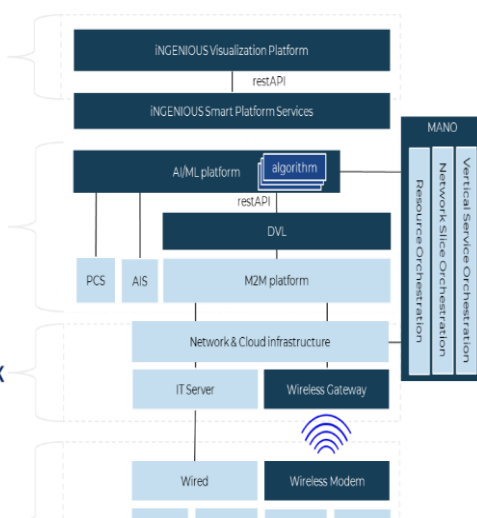 iNGENIOUS Visualization Platform
restAPI
iNGENIOUS Smart Platform Services
MANO
AI/ML platform
algorithm
restAPI
DVL
PCS
AIS
M2M platform
Resource Orchestration
Network Slice Orchestration
Vertical Service Orchestration
Network & Cloud infrastructure
IT Server
Wireless Gateway
Wired
Wireless Modem